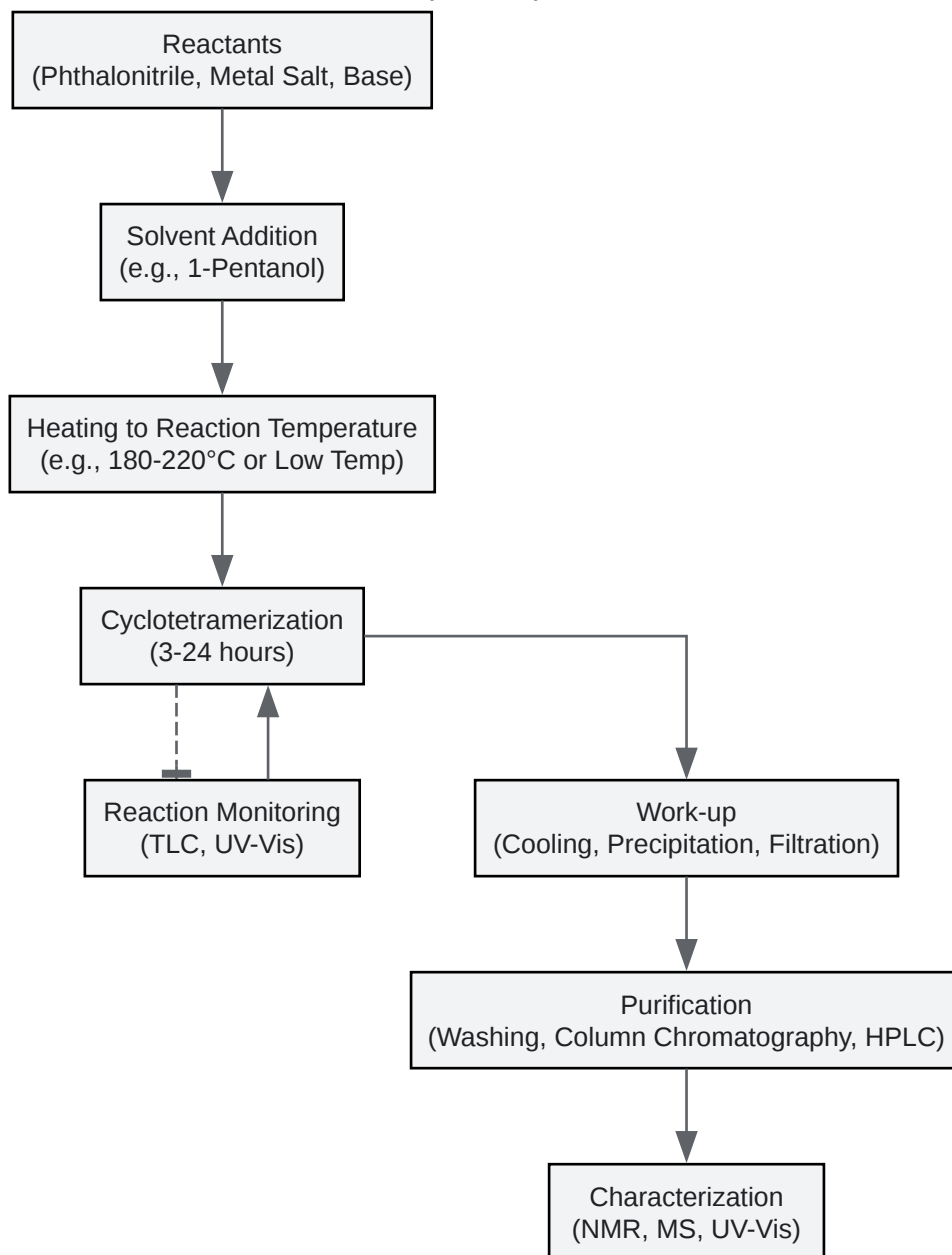 Reactants
(Phthalonitrile, Metal Salt, Base)
Solvent Addition
(e.g., 1-Pentanol)
Heating to Reaction Temperature
(e.g., 180-220°C or Low Temp)
Cyclotetramerization
(3-24 hours)
Reaction Monitoring
(TLC, UV-Vis)
Work-up
(Cooling, Precipitation, Filtration)
Purification
(Washing, Column Chromatography, HPLC)
Characterization
(NMR, MS, UV-Vis)